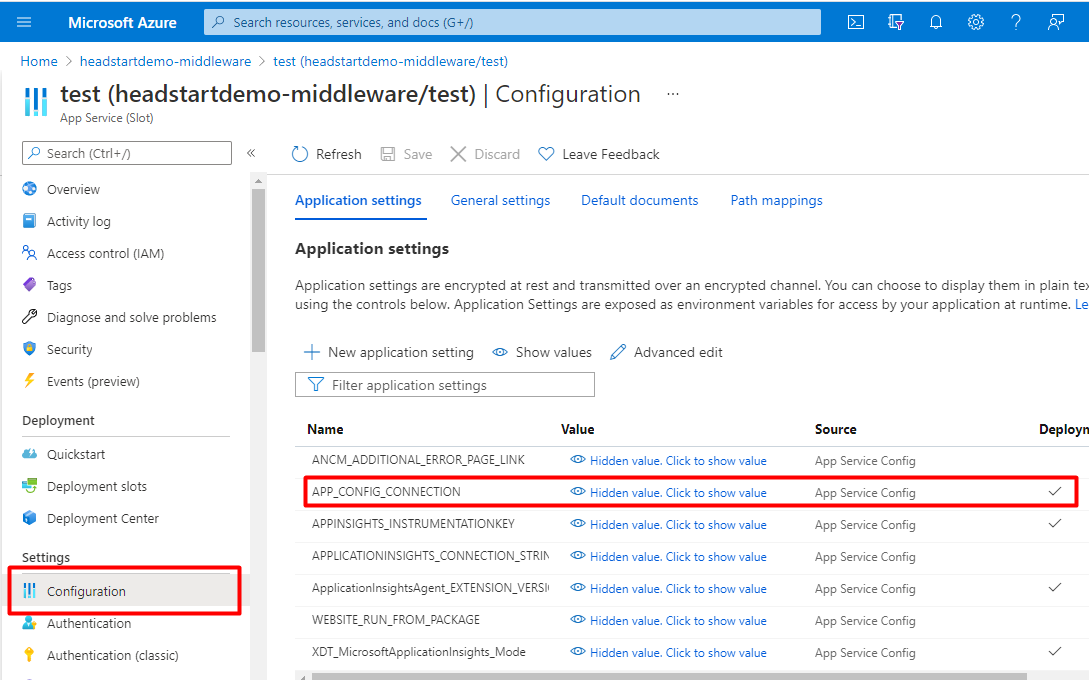 Microsoft Azure
Search resources, services, and docs (G+/)
Home > headstartdemo-middleware > test (headstartdemo-middleware/test)
test (headstartdemo-middleware/test) | Configuration ...
App Service (Slot)
Search (Ctrl+/)
«
Refresh Save Discard Leave Feedback
Overview
Activity log
Access control (IAM)
Tags
Diagnose and solve problems
Security
Events (preview)
Deployment
Quickstart
Deployment slots
Deployment Center
Settings
Configuration
Authentication
Authentication (classic)
Application settings General settings Default documents Path mappings
Application settings
Application settings are encrypted at rest and transmitted over an encrypted channel. You can choose to display them in plain te
using the controls below. Application Settings are exposed as environment variables for access by your application at runtime. Le
New application setting Show values Advanced edit
Filter application settings
Name Value Source Deploym
ANCM_ADDITIONAL_ERROR_PAGE_LINK Hidden value. Click to show value App Service Config
APP_CONFIG_CONNECTION Hidden value. Click to show value App Service Config
APPINSIGHTS_INSTRUMENTATIONKEY Hidden value. Click to show value App Service Config
APPLICATIONINSIGHTS_CONNECTION_STRIN Hidden value. Click to show value App Service Config
ApplicationInsightsAgent_EXTENSION_VERSI Hidden value. Click to show value App Service Config
WEBSITE_RUN_FROM_PACKAGE Hidden value. Click to show value App Service Config
XDT_MicrosoftApplicationInsights_Mode Hidden value. Click to show value App Service Config